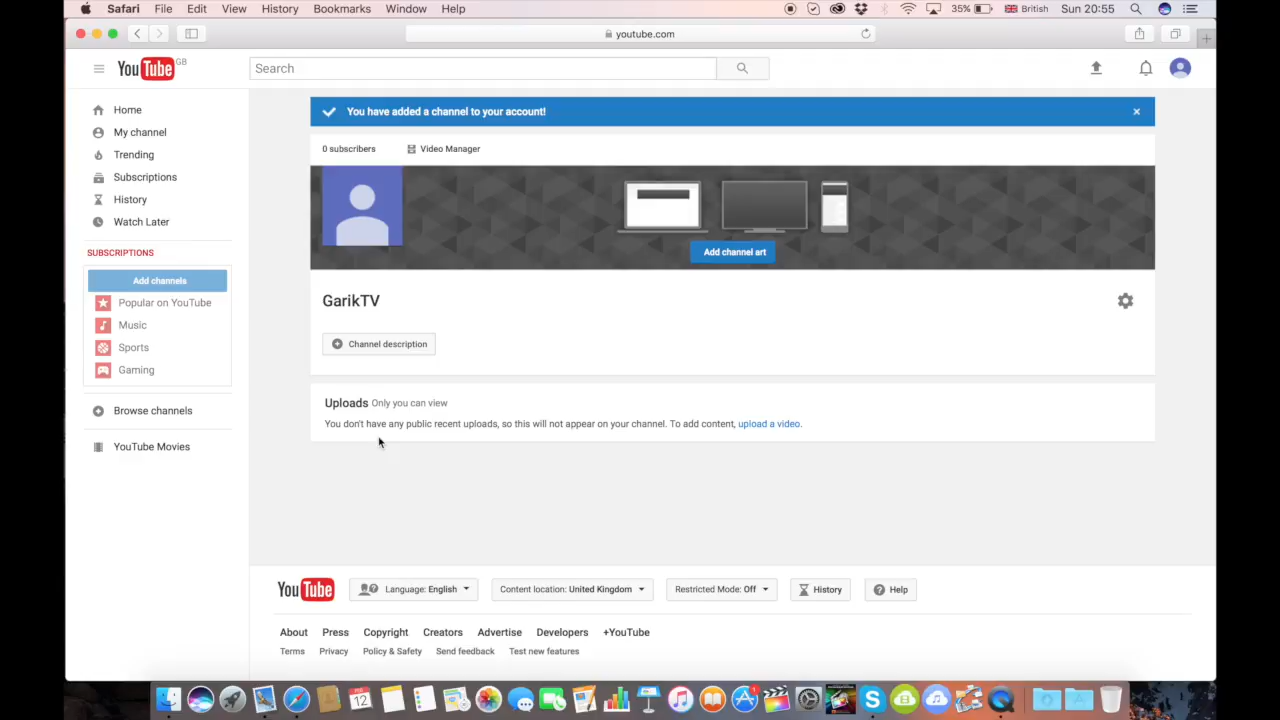 Safari File Edit View History Bookmarks Window Help 35% British Sun 20:55
youtube.com
YouTube GB
Search
Home
My channel
Trending
Subscriptions
History
Watch Later
SUBSCRIPTIONS
Add channels
Popular on YouTube
Music
Sports
Gaming
Browse channels
YouTube Movies
You have added a channel to your account!
0 subscribers Video Manager
Add channel art
GarikTV
Channel description
Uploads Only you can view
You don't have any public recent uploads, so this will not appear on your channel. To add content, upload a video.
YouTube Language: English Content location: United Kingdom Restricted Mode: Off History Help
About Press Copyright Creators Advertise Developers +YouTube
Terms Privacy Policy & Safety Send feedback Test new features
12